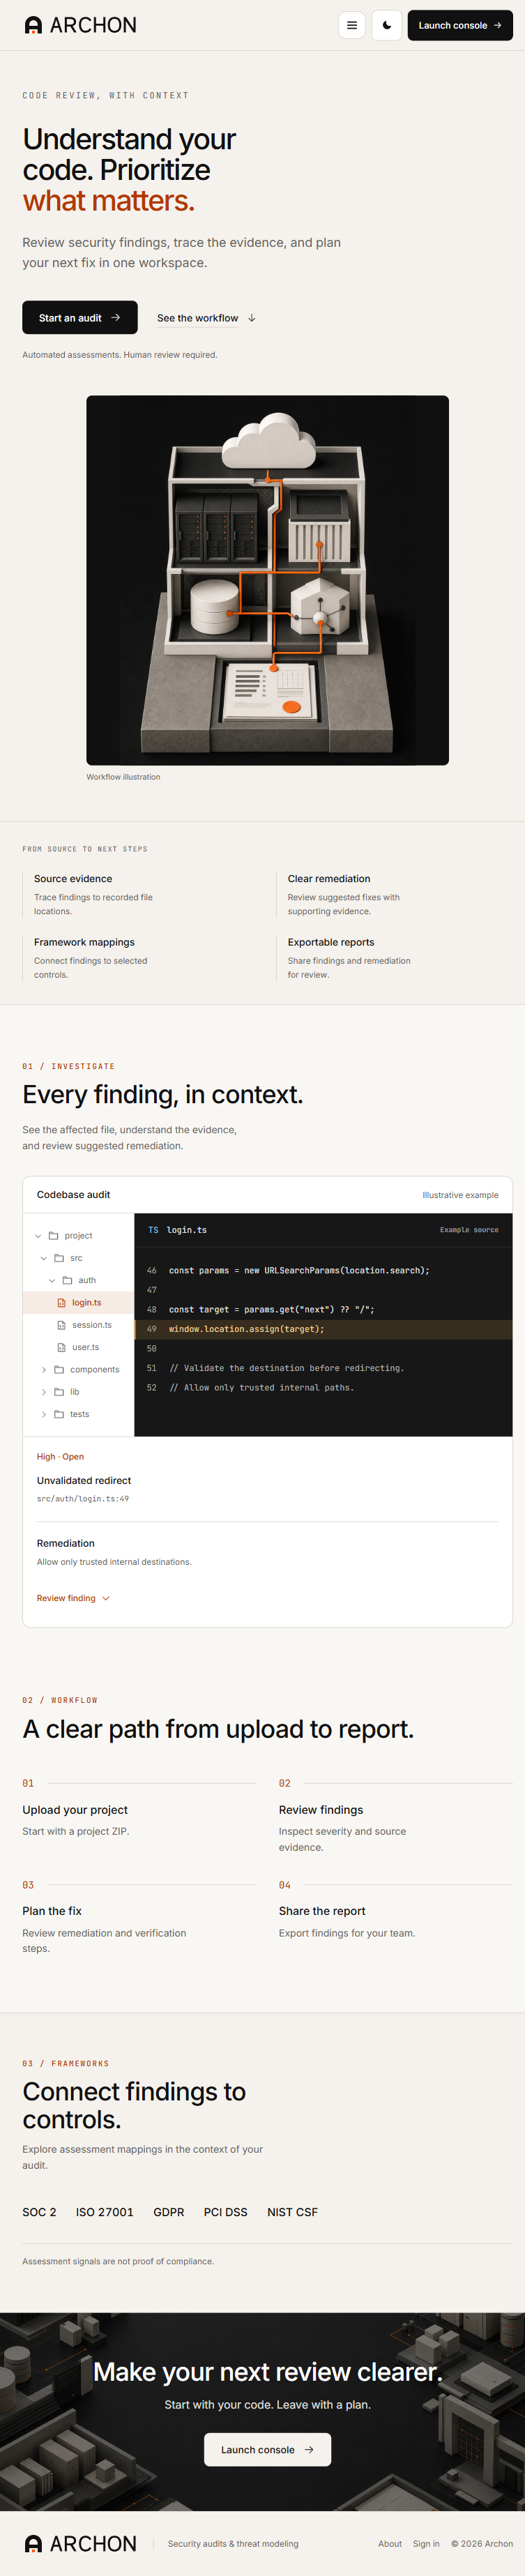 ARCHON
Launch console →
CODE REVIEW, WITH CONTEXT
Understand your
code. Prioritize
what matters.
Review security findings, trace the evidence, and plan
your next fix in one workspace.
Start an audit →
See the workflow ↓
Automated assessments. Human review required.
Workflow illustration
FROM SOURCE TO NEXT STEPS
Source evidence
Trace findings to recorded file
locations.
Clear remediation
Review suggested fixes with
supporting evidence.
Framework mappings
Connect findings to selected
controls.
Exportable reports
Share findings and remediation
for review.
01 / INVESTIGATE
Every finding, in context.
See the affected file, understand the evidence,
and review suggested remediation.
Codebase audit
Illustrative example
project
src
auth
login.ts
session.ts
user.ts
components
lib
tests
TS login.ts
Example source
46 const params = new URLSearchParams(location.search);
47
48 const target = params.get("next") ?? "/";
49 window.location.assign(target);
50
51 // Validate the destination before redirecting.
52 // Allow only trusted internal paths.
High · Open
Unvalidated redirect
src/auth/login.ts:49
Remediation
Allow only trusted internal destinations.
Review finding
02 / WORKFLOW
A clear path from upload to report.
01
Upload your project
Start with a project ZIP.
02
Review findings
Inspect severity and source
evidence.
03
Plan the fix
Review remediation and verification
steps.
04
Share the report
Export findings for your team.
03 / FRAMEWORKS
Connect findings to
controls.
Explore assessment mappings in the context of your
audit.
SOC 2 ISO 27001 GDPR PCI DSS NIST CSF
Assessment signals are not proof of compliance.
Make your next review clearer.
Start with your code. Leave with a plan.
Launch console →
ARCHON
Security audits & threat modeling
About Sign in © 2026 Archon